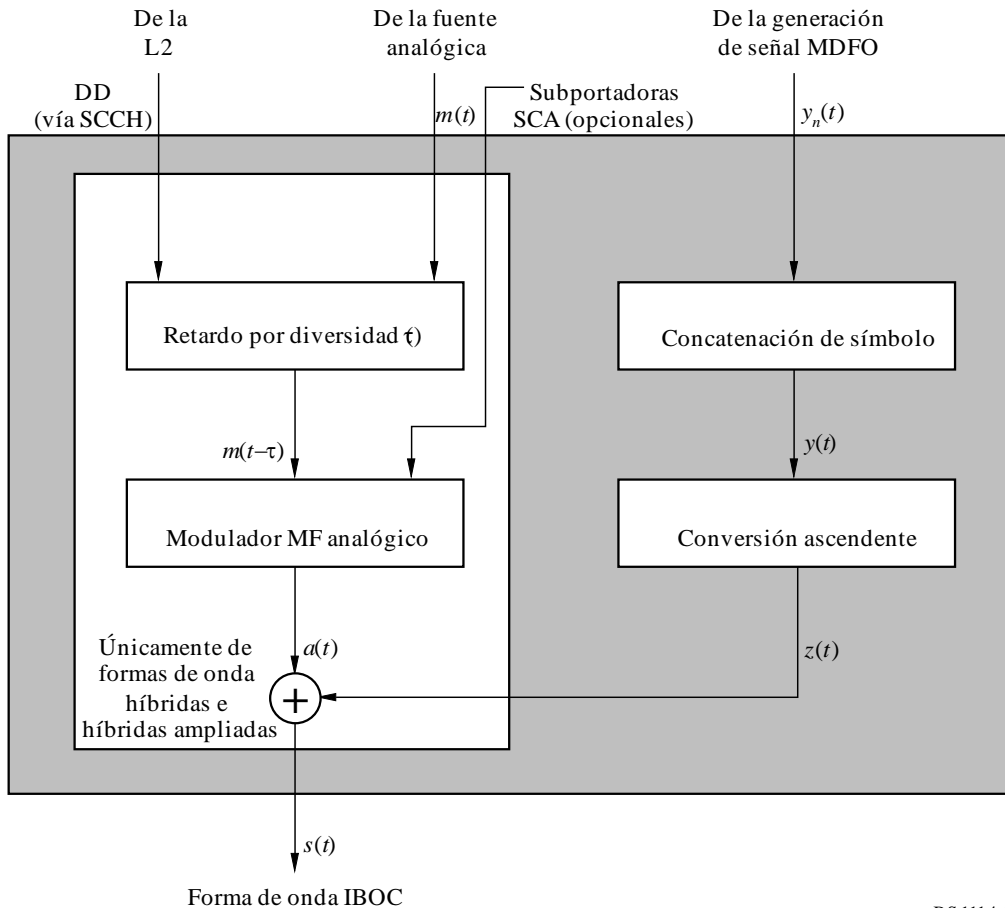 De la
L2
De la fuente
analógica
De la generación
de señal MDFO
DD
(vía SCCH)
m(t)
Subportadoras
SCA (opcionales)
yn(t)
Retardo por diversidad τ)
Concatenación de símbolo
m(t–τ)
y(t)
Modulador MF analógico
Conversión ascendente
Únicamente de
formas de onda
híbridas e
híbridas ampliadas
a(t)
z(t)
+
s(t)
Forma de onda IBOC